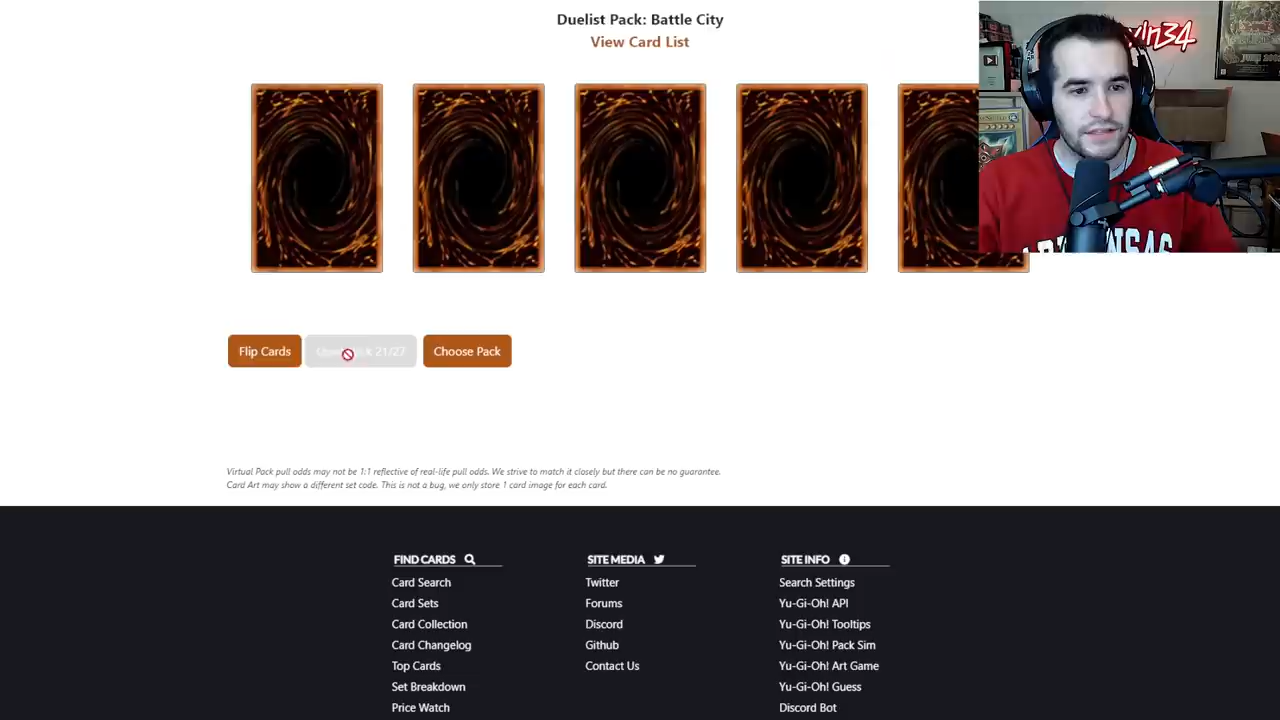 Duelist Pack: Battle City
View Card List
Flip Cards
21/27
Choose Pack
Virtual Pack pull odds may not be 1:1 reflective of real-life pull odds. We strive to match it closely but there can be no guarantee.
Card Art may show a different set code. This is not a bug, we only store 1 card image for each card.
FIND CARDS
Card Search
Card Sets
Card Collection
Card Changelog
Top Cards
Set Breakdown
Price Watch
SITE MEDIA
Twitter
Forums
Discord
Github
Contact Us
SITE INFO
Search Settings
Yu-Gi-Oh! API
Yu-Gi-Oh! Tooltips
Yu-Gi-Oh! Pack Sim
Yu-Gi-Oh! Art Game
Yu-Gi-Oh! Guess
Discord Bot